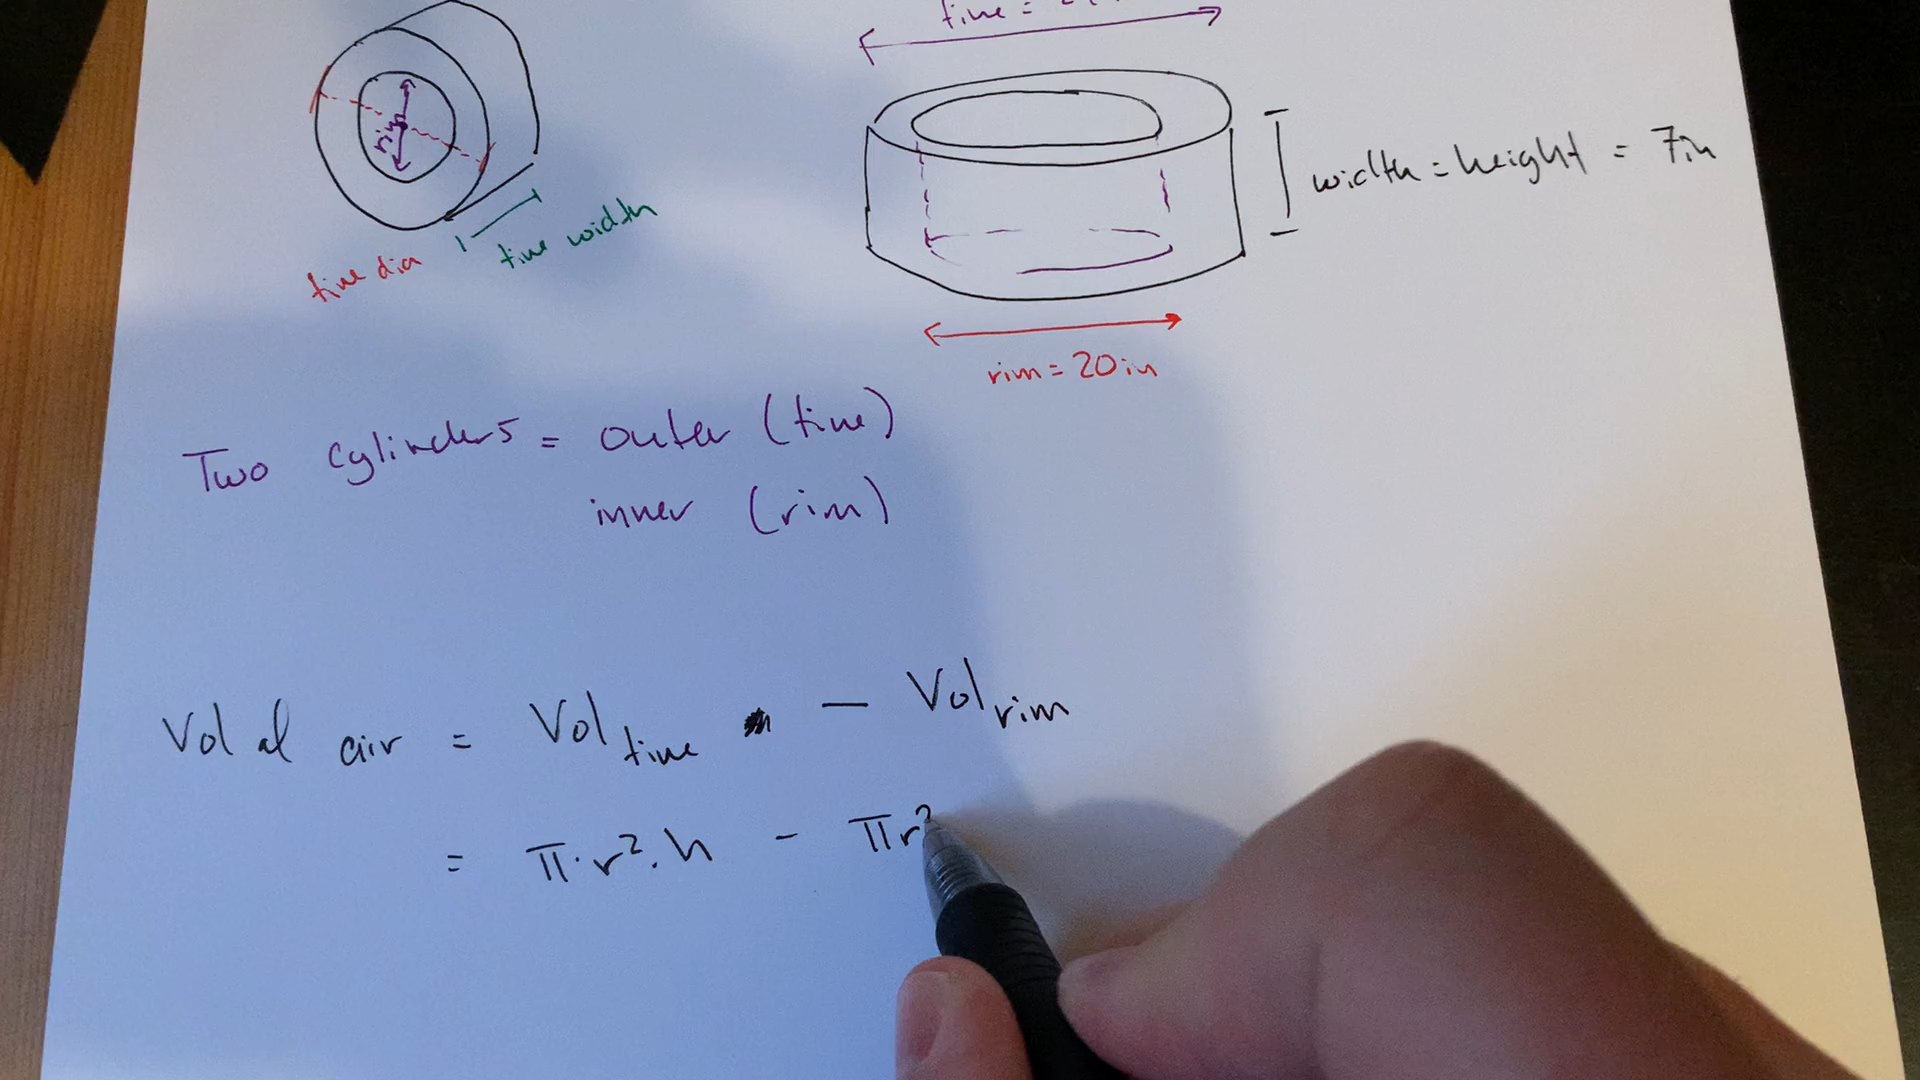 tire =
rim
width = height = 7in
tire width
tire dia
rim = 20in
Two cylinders = outer (tire)
inner (rim)
Vol of air = Vol tire - Vol rim
= π·r²·h - πr²